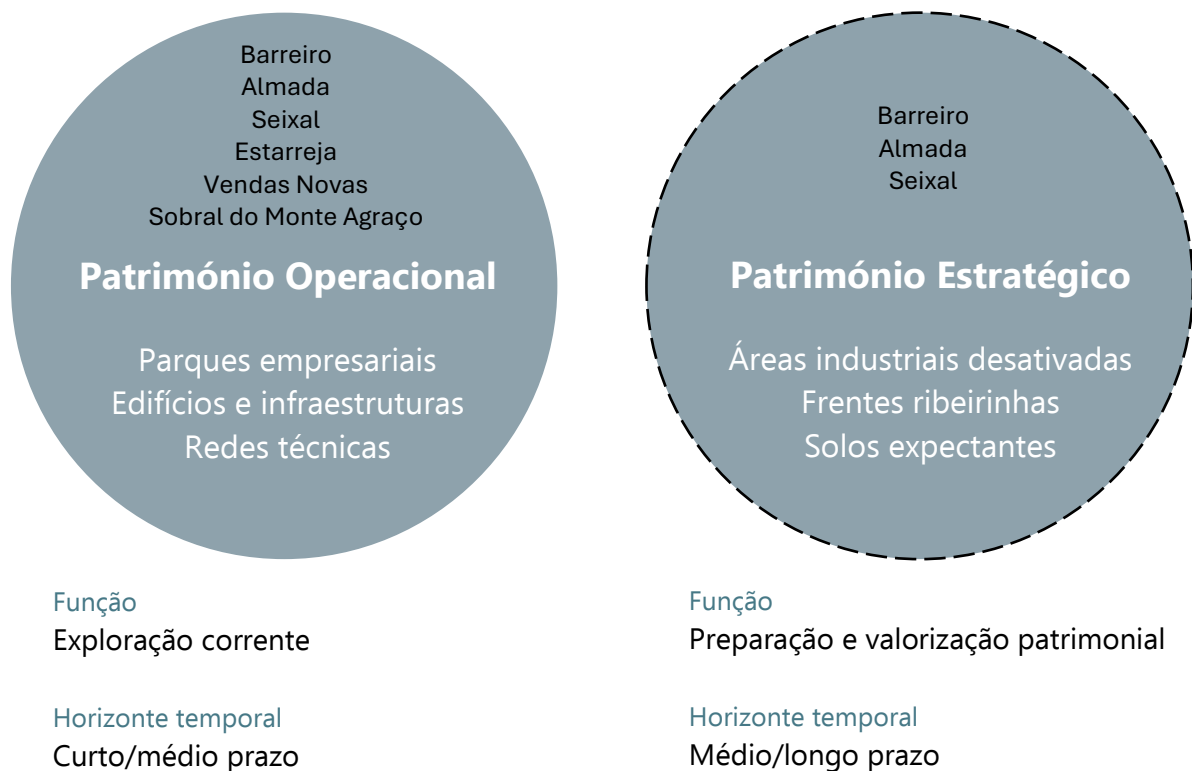 Barreiro
Almada
Seixal
Estarreja
Vendas Novas
Sobral do Monte Agraço
Património Operacional
Parques empresariais
Edifícios e infraestruturas
Redes técnicas
Função
Exploração corrente
Horizonte temporal
Curto/médio prazo
Barreiro
Almada
Seixal
Património Estratégico
Áreas industriais desativadas
Frentes ribeirinhas
Solos expectantes
Função
Preparação e valorização patrimonial
Horizonte temporal
Médio/longo prazo